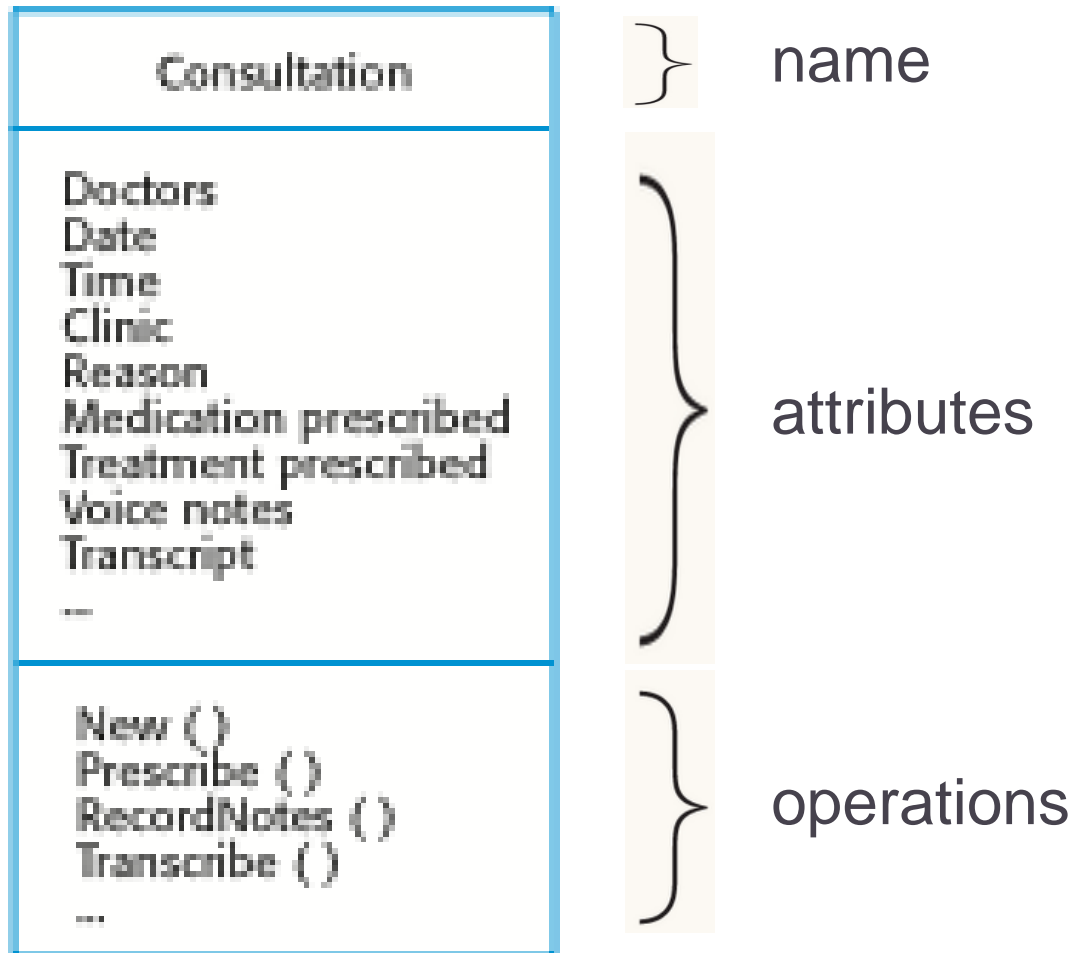 Consultation
name
Doctors
Date
Time
Clinic
Reason
Medication prescribed
Treatment prescribed
Voice notes
Transcript
...
attributes
New ( )
Prescribe ( )
RecordNotes ( )
Transcribe ( )
...
operations